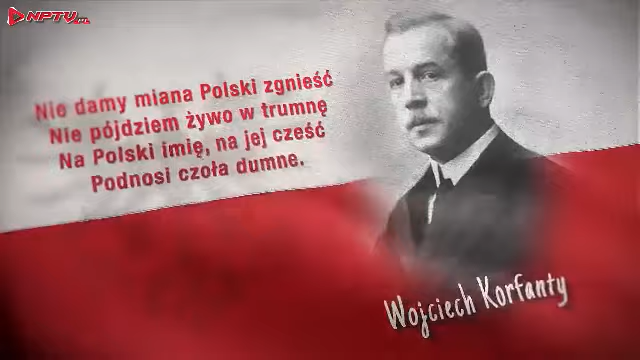 NPTV.PL
Nie damy miana Polski zgnieść
Nie pójdziem żywo w trumnę
Na Polski imię, na jej cześć
Podnosi czoła dumne.
Wojciech Korfanty